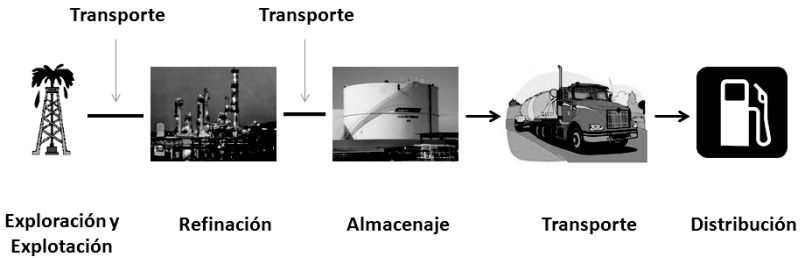 Transporte
Transporte
Exploración y
Explotación
Refinación
Almacenaje
Transporte
Distribución